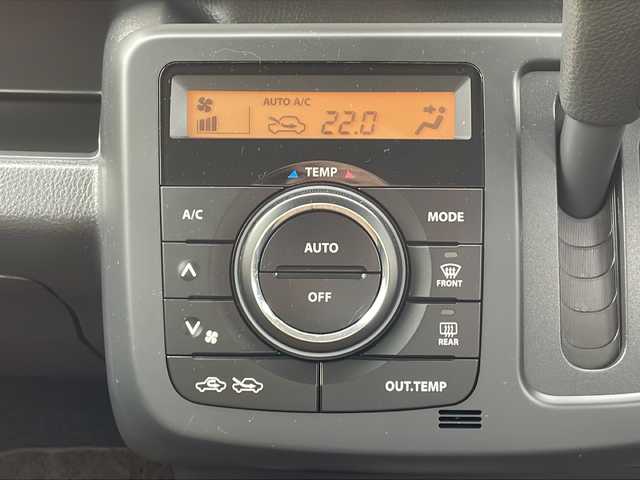 AUTO A/C
22.0
TEMP
A/C
MODE
AUTO
OFF
FRONT
REAR
OUT.TEMP